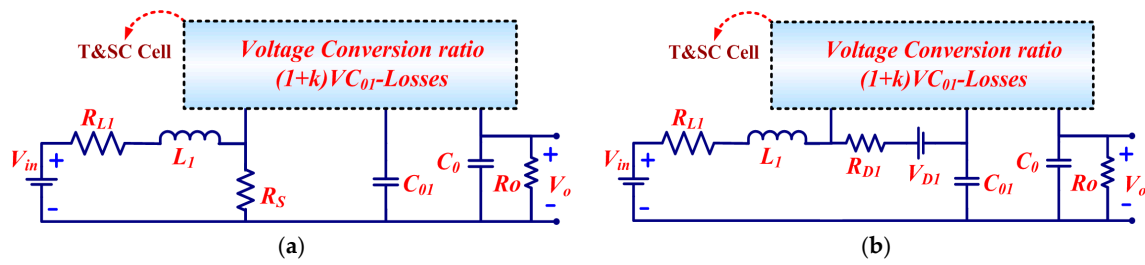 T&SC Cell
Voltage Conversion ratio
(1+k)VC01-Losses
RL1
L1
Vin
+
-
RS
C01
C0
Ro
+
Vo
-
(a)
T&SC Cell
Voltage Conversion ratio
(1+k)VC01-Losses
RL1
L1
Vin
+
-
RD1
VD1
C01
C0
Ro
+
Vo
-
(b)